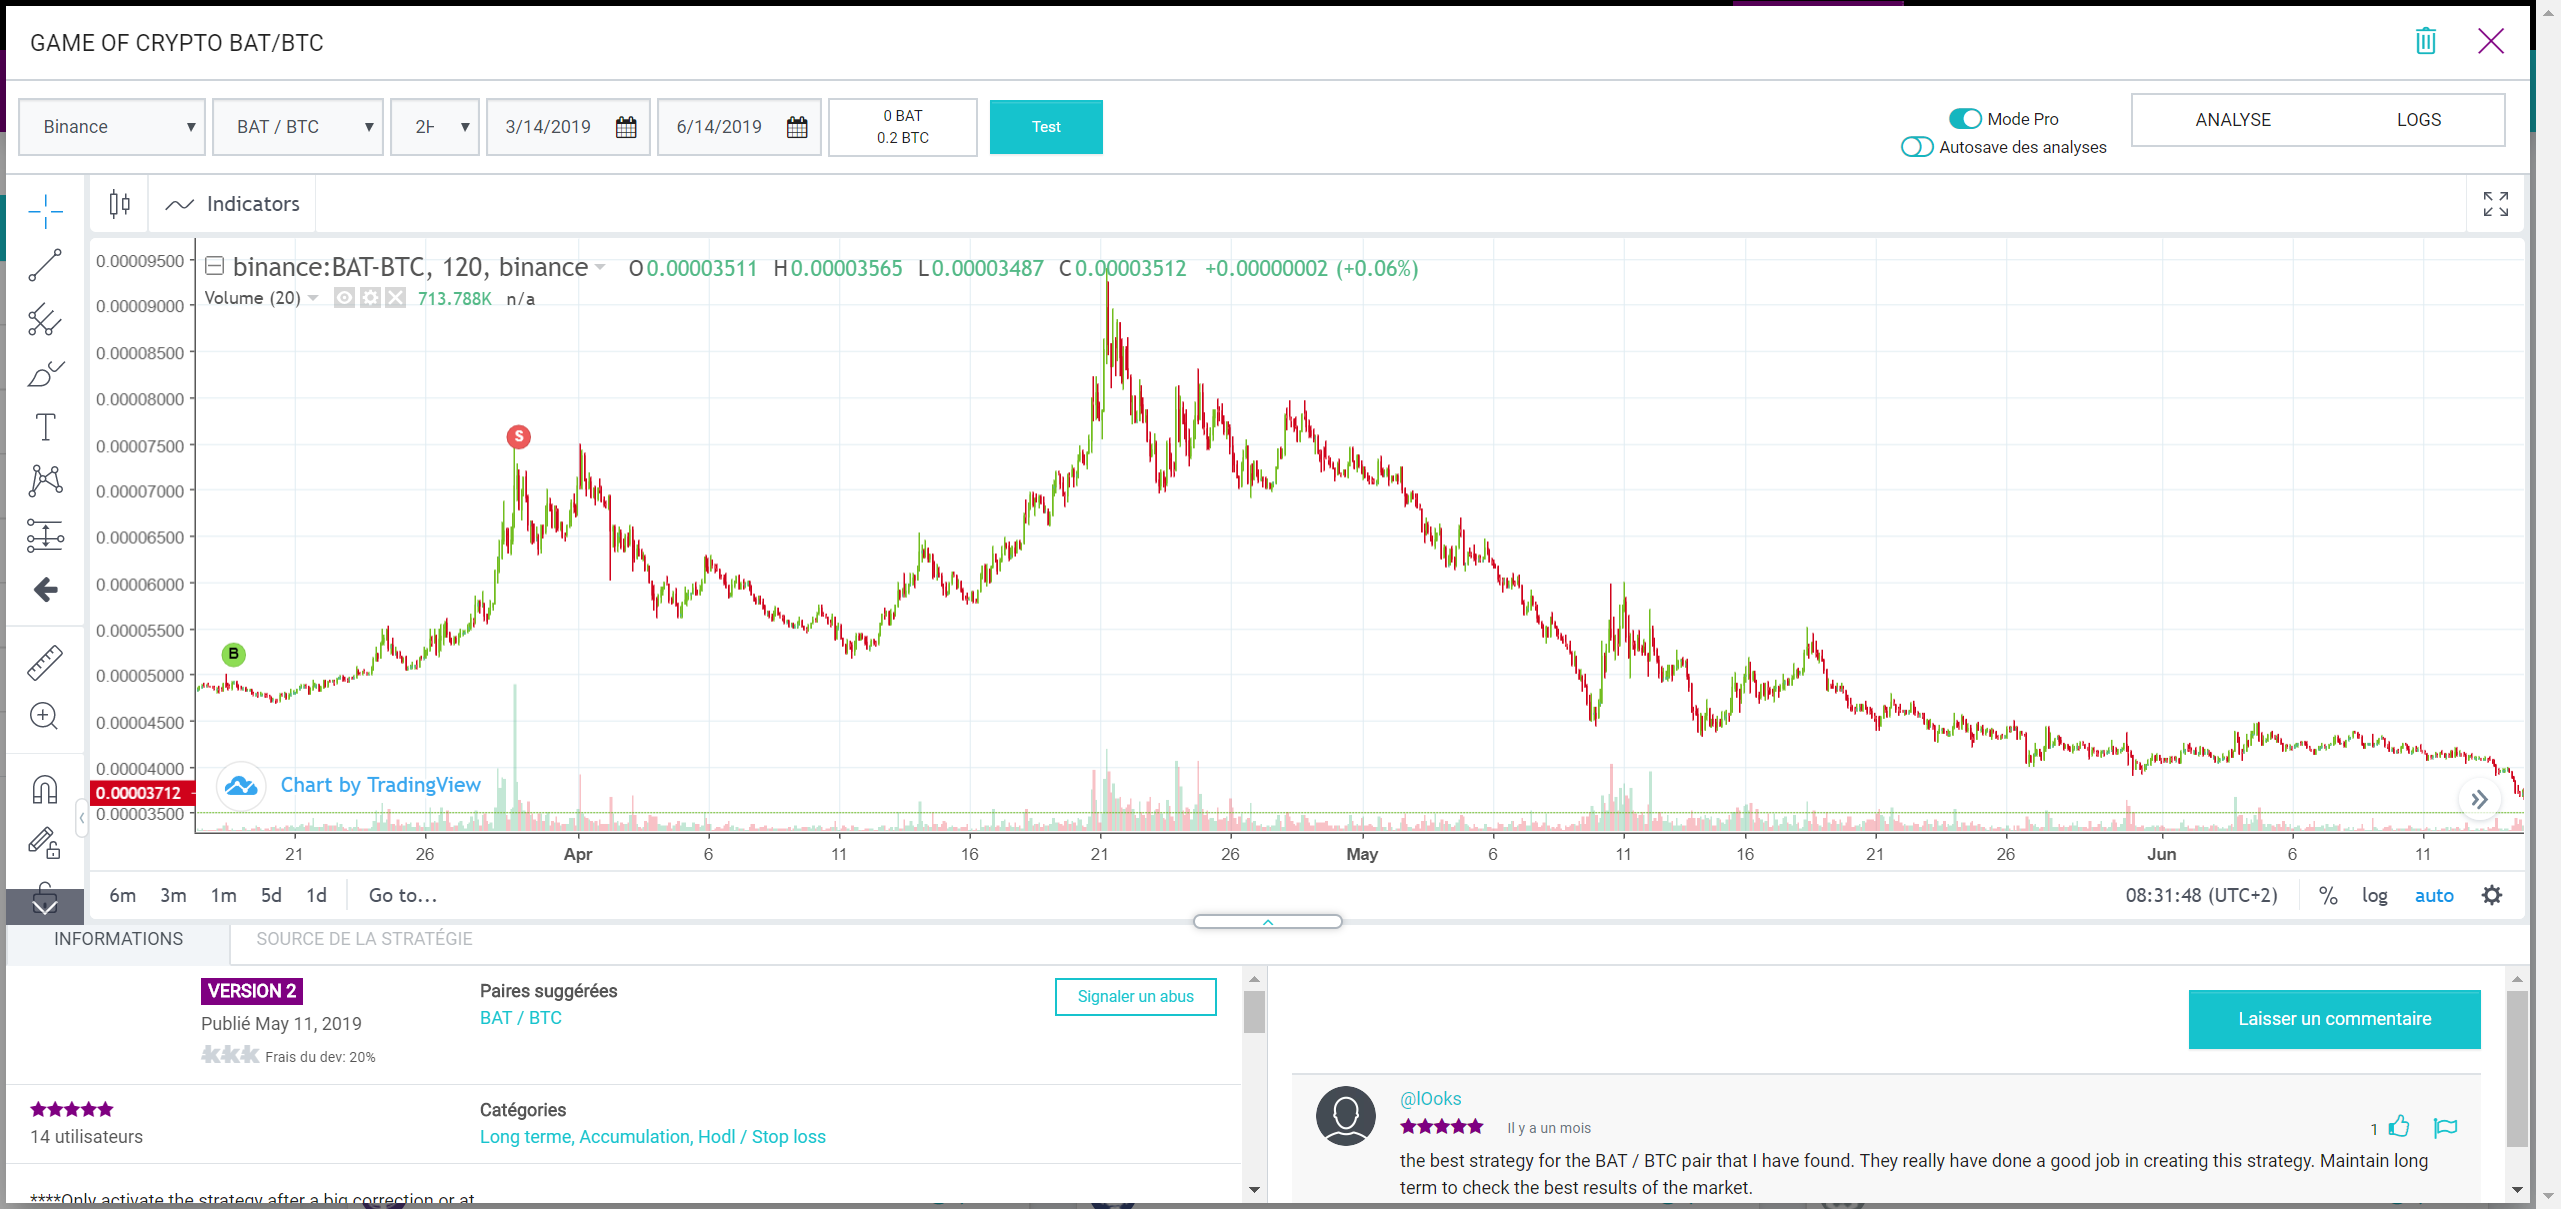 GAME OF CRYPTO BAT/BTC
Binance
BAT / BTC
2H
3/14/2019
6/14/2019
0 BAT
0.2 BTC
Test
Mode Pro
Autosave des analyses
ANALYSE
LOGS
Indicators
binance:BAT-BTC, 120, binance
O0.00003511 H0.00003565 L0.00003487 C0.00003512 +0.00000002 (+0.06%)
Volume (20) 713.788K n/a
0.00009500
0.00009000
0.00008500
0.00008000
0.00007500
0.00007000
0.00006500
0.00006000
0.00005500
0.00005000
0.00004500
0.00004000
0.00003712
0.00003500
S
B
Chart by TradingView
21 26 Apr 6 11 16 21 26 May 6 11 16 21 26 Jun 6 11
6m 3m 1m 5d 1d Go to...
08:31:48 (UTC+2) % log auto
INFORMATIONS
SOURCE DE LA STRATÉGIE
VERSION 2
Publié May 11, 2019
Frais du dev: 20%
Paires suggérées
BAT / BTC
Signaler un abus
14 utilisateurs
Catégories
Long terme, Accumulation, Hodl / Stop loss
****Only activate the strategy after a big correction or at
Laisser un commentaire
@lOoks
Il y a un mois
1
the best strategy for the BAT / BTC pair that I have found. They really have done a good job in creating this strategy. Maintain long
term to check the best results of the market.